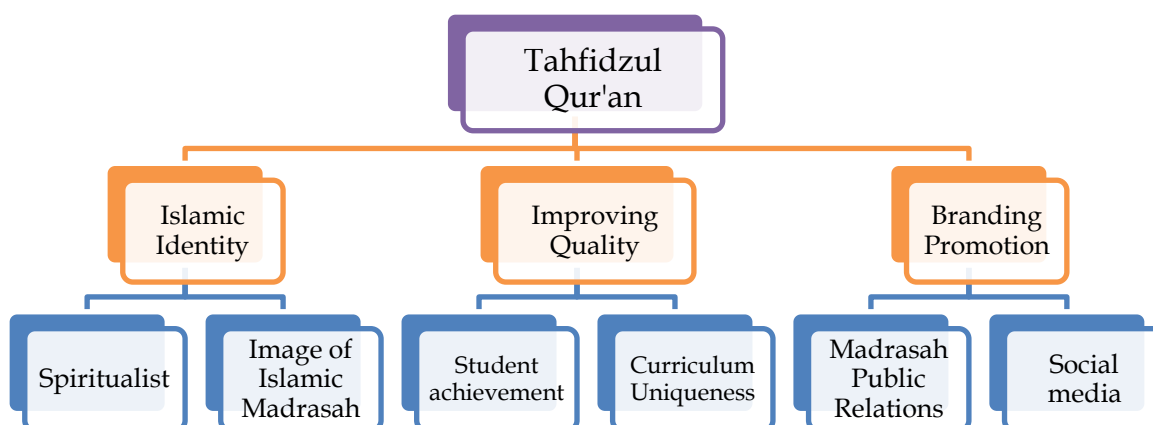 Tahfidzul
Qur'an
Islamic
Identity
Improving
Quality
Branding
Promotion
Spiritualist
Image of
Islamic
Madrasah
Student
achievement
Curriculum
Uniqueness
Madrasah
Public
Relations
Social
media